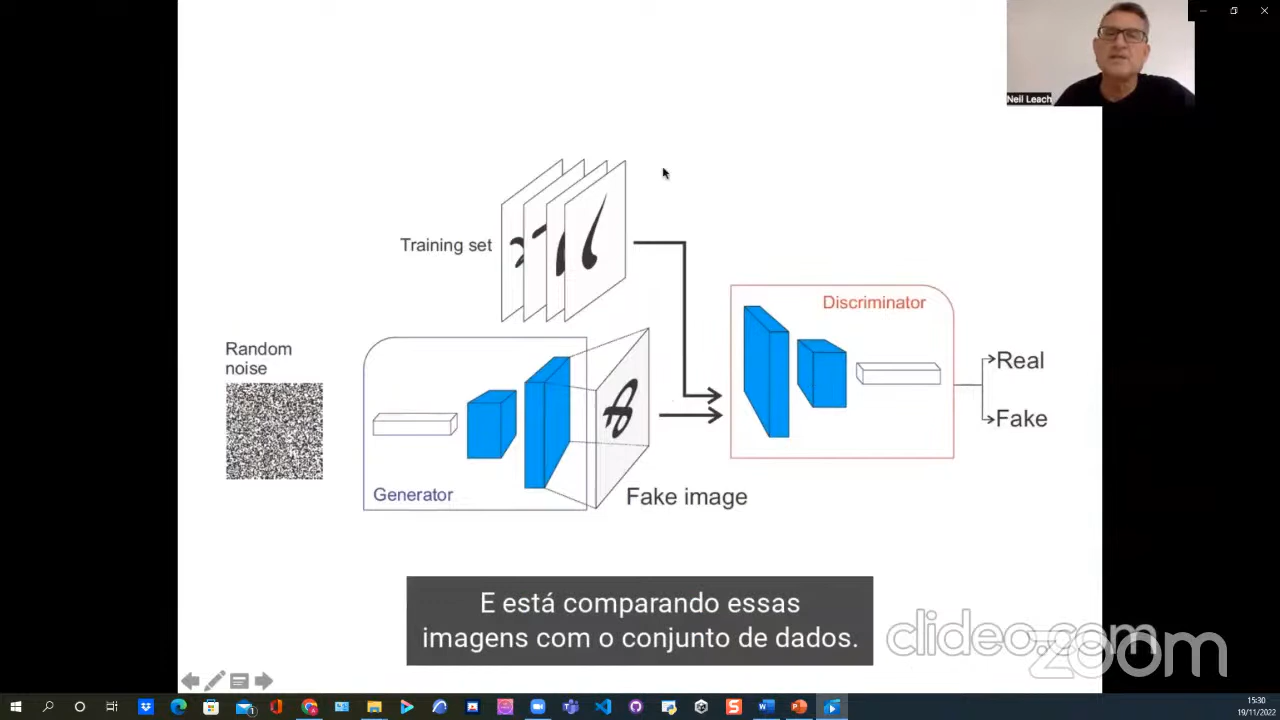 Neil Leach
Training set
Discriminator
Random
noise
Real
Fake
Generator
Fake image
E está comparando essas
imagens com o conjunto de dados.
clideo.com
zoom
15:30
19/11/2022